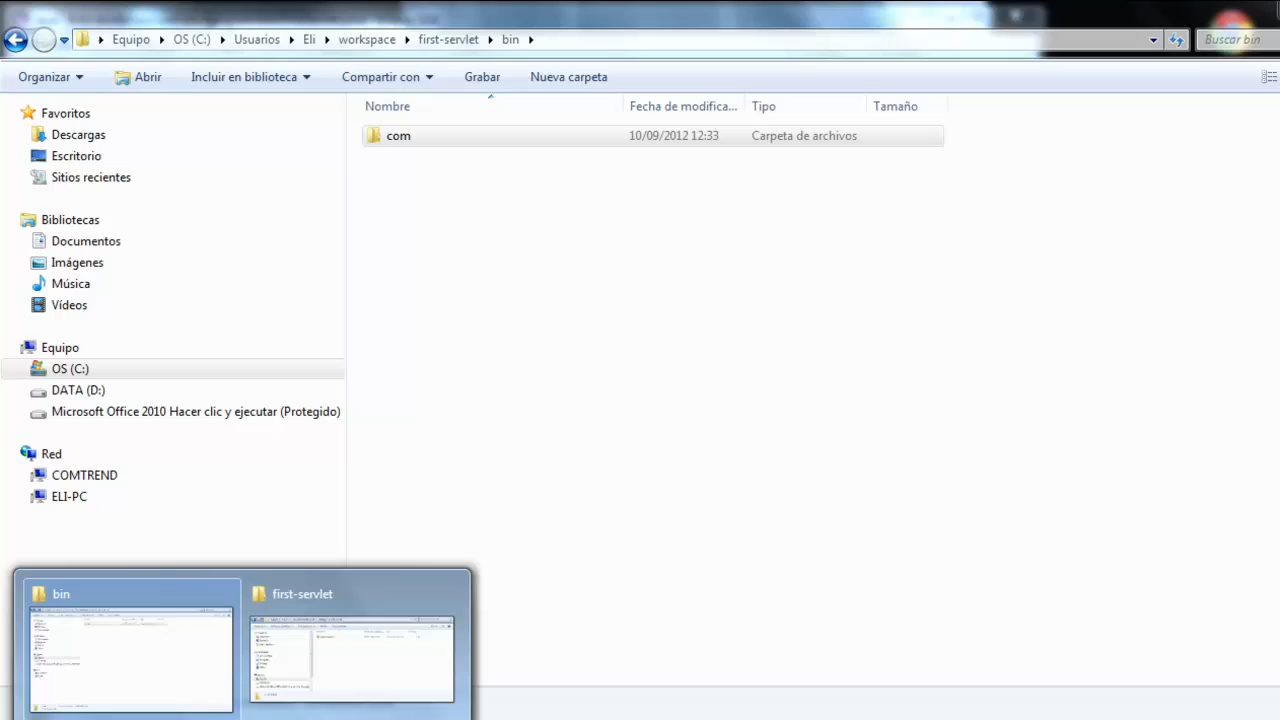 Equipo OS (C:) Usuarios Eli workspace first-servlet bin
Buscar bin
Organizar Abrir Incluir en biblioteca Compartir con Grabar Nueva carpeta
Nombre Fecha de modifica... Tipo Tamaño
com 10/09/2012 12:33 Carpeta de archivos
Favoritos
Descargas
Escritorio
Sitios recientes
Bibliotecas
Documentos
Imágenes
Música
Vídeos
Equipo
OS (C:)
DATA (D:)
Microsoft Office 2010 Hacer clic y ejecutar (Protegido)
Red
COMTREND
ELI-PC
bin
first-servlet